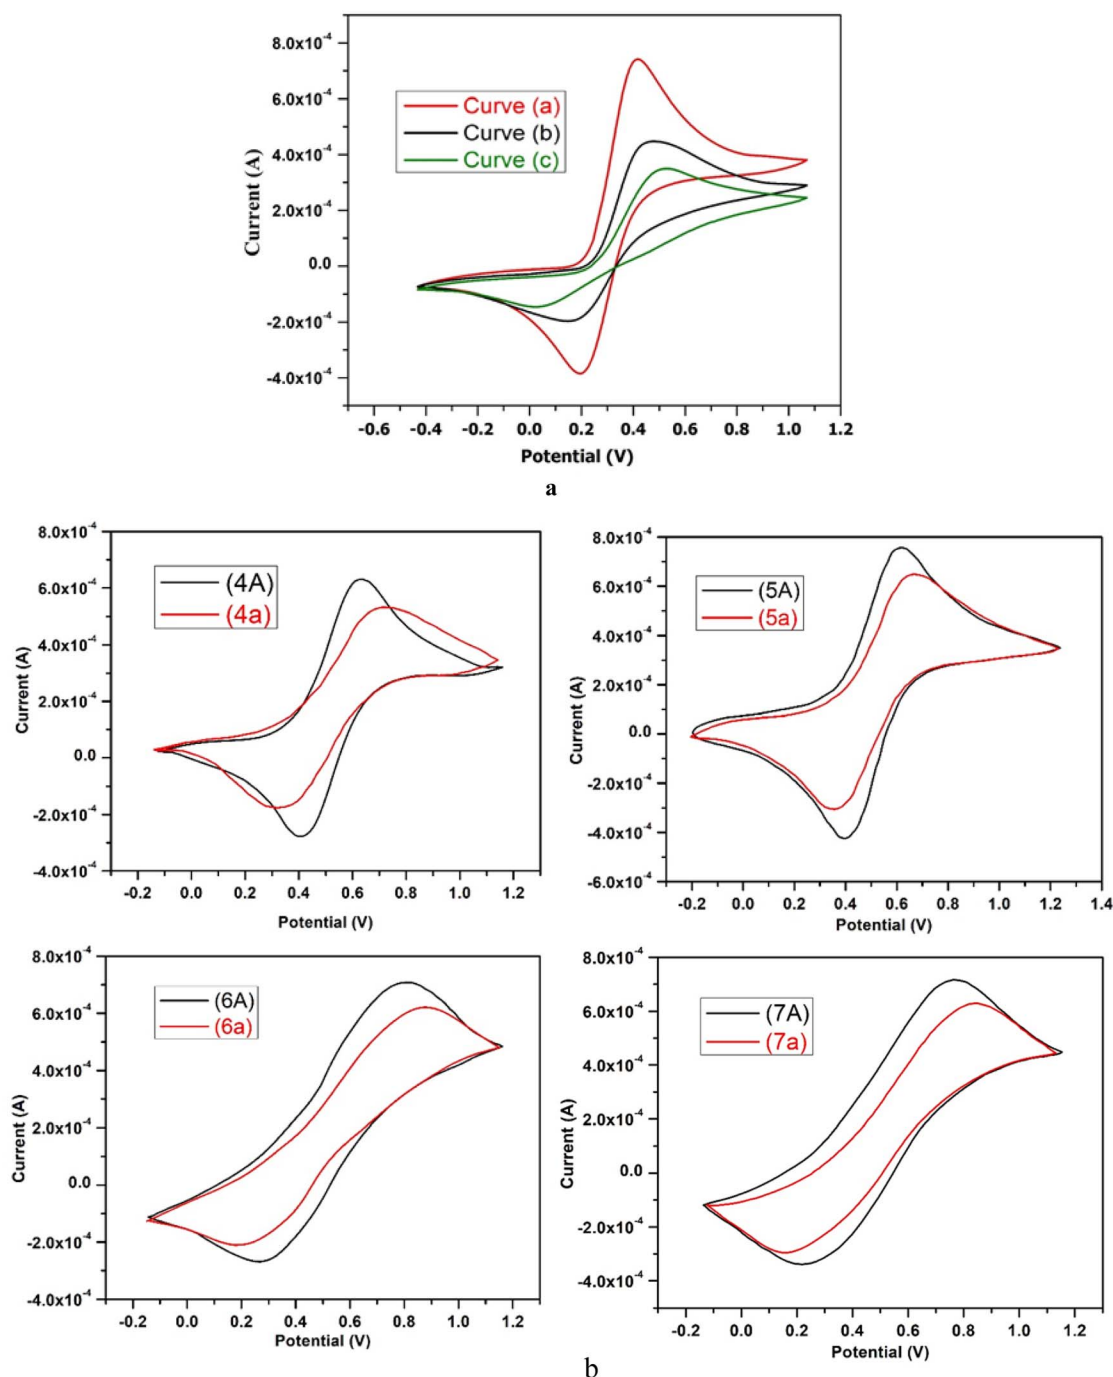 8.0x10⁻⁴
6.0x10⁻⁴
4.0x10⁻⁴
2.0x10⁻⁴
0.0
-2.0x10⁻⁴
-4.0x10⁻⁴
Current (A)
Curve (a)
Curve (b)
Curve (c)
-0.6 -0.4 -0.2 0.0 0.2 0.4 0.6 0.8 1.0 1.2
Potential (V)
a
8.0x10⁻⁴
6.0x10⁻⁴
4.0x10⁻⁴
2.0x10⁻⁴
0.0
-2.0x10⁻⁴
-4.0x10⁻⁴
Current (A)
(4A)
(4a)
-0.2 0.0 0.2 0.4 0.6 0.8 1.0 1.2
Potential (V)
8.0x10⁻⁴
6.0x10⁻⁴
4.0x10⁻⁴
2.0x10⁻⁴
0.0
-2.0x10⁻⁴
-4.0x10⁻⁴
-6.0x10⁻⁴
Current (A)
(5A)
(5a)
-0.2 0.0 0.2 0.4 0.6 0.8 1.0 1.2 1.4
Potential (V)
8.0x10⁻⁴
6.0x10⁻⁴
4.0x10⁻⁴
2.0x10⁻⁴
0.0
-2.0x10⁻⁴
-4.0x10⁻⁴
Current (A)
(6A)
(6a)
-0.2 0.0 0.2 0.4 0.6 0.8 1.0 1.2
Potential (V)
8.0x10⁻⁴
6.0x10⁻⁴
4.0x10⁻⁴
2.0x10⁻⁴
0.0
-2.0x10⁻⁴
-4.0x10⁻⁴
Current (A)
(7A)
(7a)
-0.2 0.0 0.2 0.4 0.6 0.8 1.0 1.2
Potential (V)
b